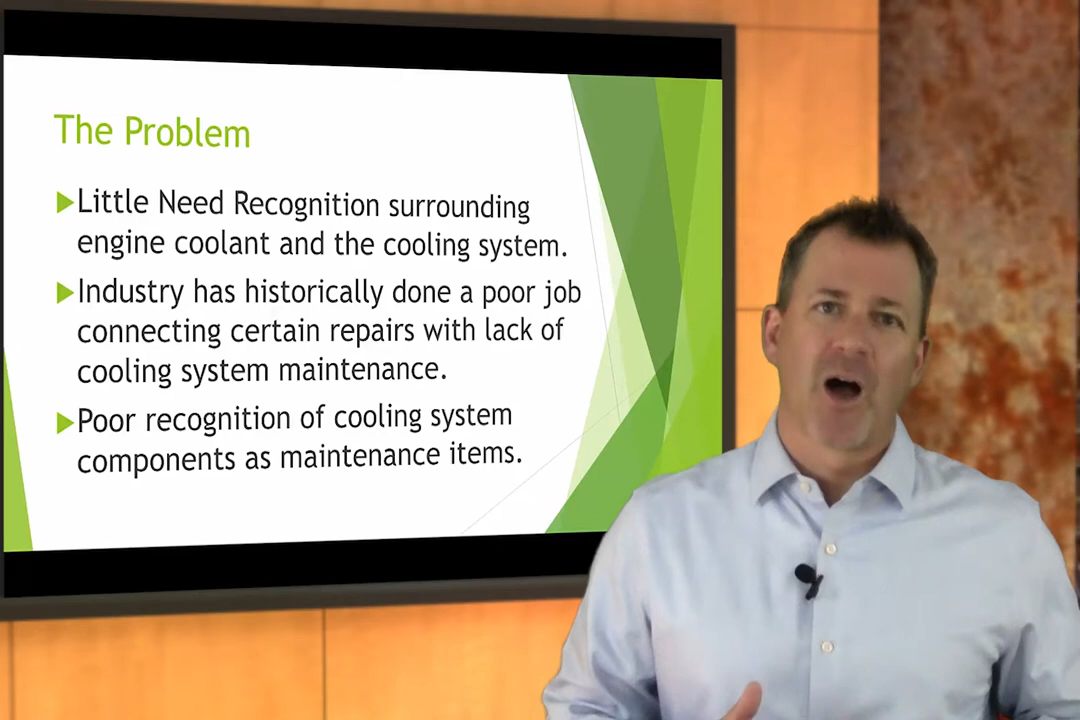 The Problem
Little Need Recognition surrounding
engine coolant and the cooling system.
Industry has historically done a poor job
connecting certain repairs with lack of
cooling system maintenance.
Poor recognition of cooling system
components as maintenance items.